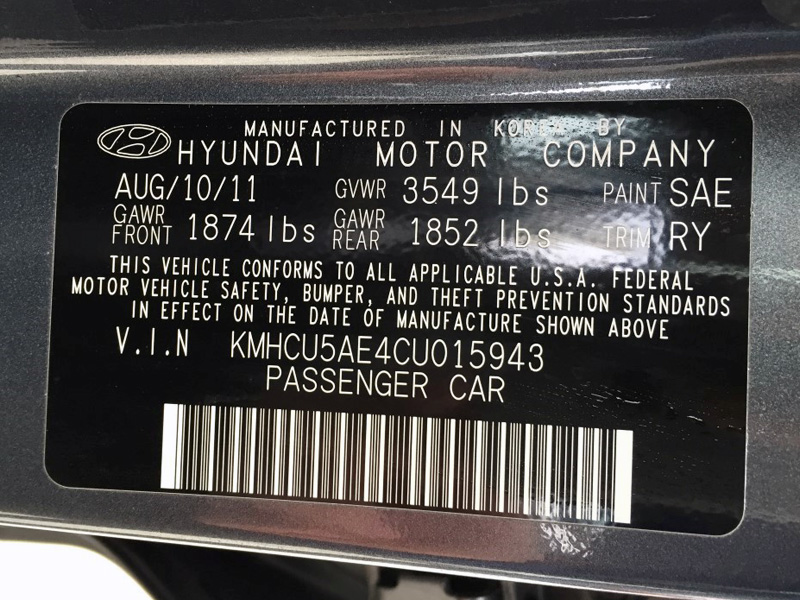 MANUFACTURED IN KOREA BY
HYUNDAI MOTOR COMPANY
AUG/10/11 GVWR 3549 lbs PAINT SAE
GAWR FRONT 1874 lbs GAWR REAR 1852 lbs TRIM RY
THIS VEHICLE CONFORMS TO ALL APPLICABLE U.S.A. FEDERAL
MOTOR VEHICLE SAFETY, BUMPER, AND THEFT PREVENTION STANDARDS
IN EFFECT ON THE DATE OF MANUFACTURE SHOWN ABOVE
V.I.N KMHCU5AE4CU015943
PASSENGER CAR